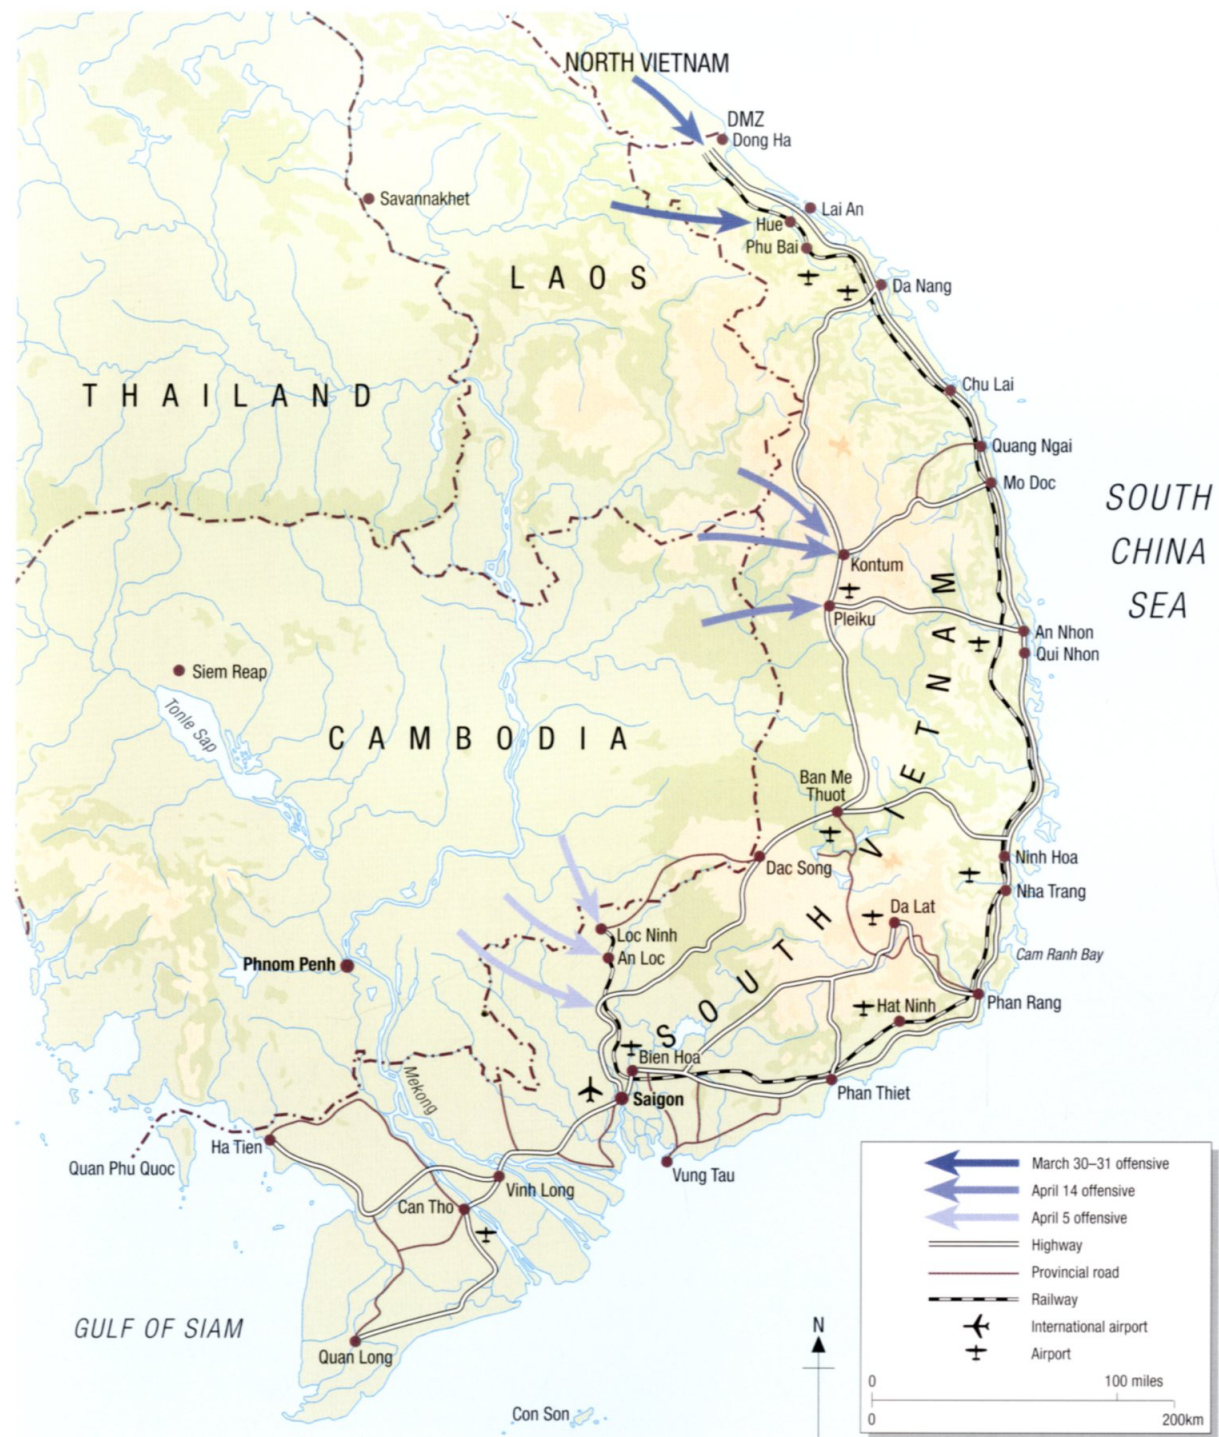 NORTH VIETNAM
DMZ
Dong Ha
Savannakhet
Lai An
Hue
Phu Bai
LAOS
Da Nang
THAILAND
Chu Lai
Quang Ngai
Mo Doc
SOUTH
CHINA
SEA
Kontum
Pleiku
An Nhon
Qui Nhon
Siem Reap
Tonle Sap
CAMBODIA
SOUTH VIETNAM
Ban Me
Thuot
Dac Song
Ninh Hoa
Nha Trang
Da Lat
Loc Ninh
An Loc
Cam Ranh Bay
Phnom Penh
Phan Rang
Hat Ninh
Bien Hoa
Mekong
Saigon
Phan Thiet
Ha Tien
Quan Phu Quoc
Vung Tau
Vinh Long
Can Tho
GULF OF SIAM
Quan Long
Con Son
N
March 30–31 offensive
April 14 offensive
April 5 offensive
Highway
Provincial road
Railway
International airport
Airport
0 100 miles
0 200km